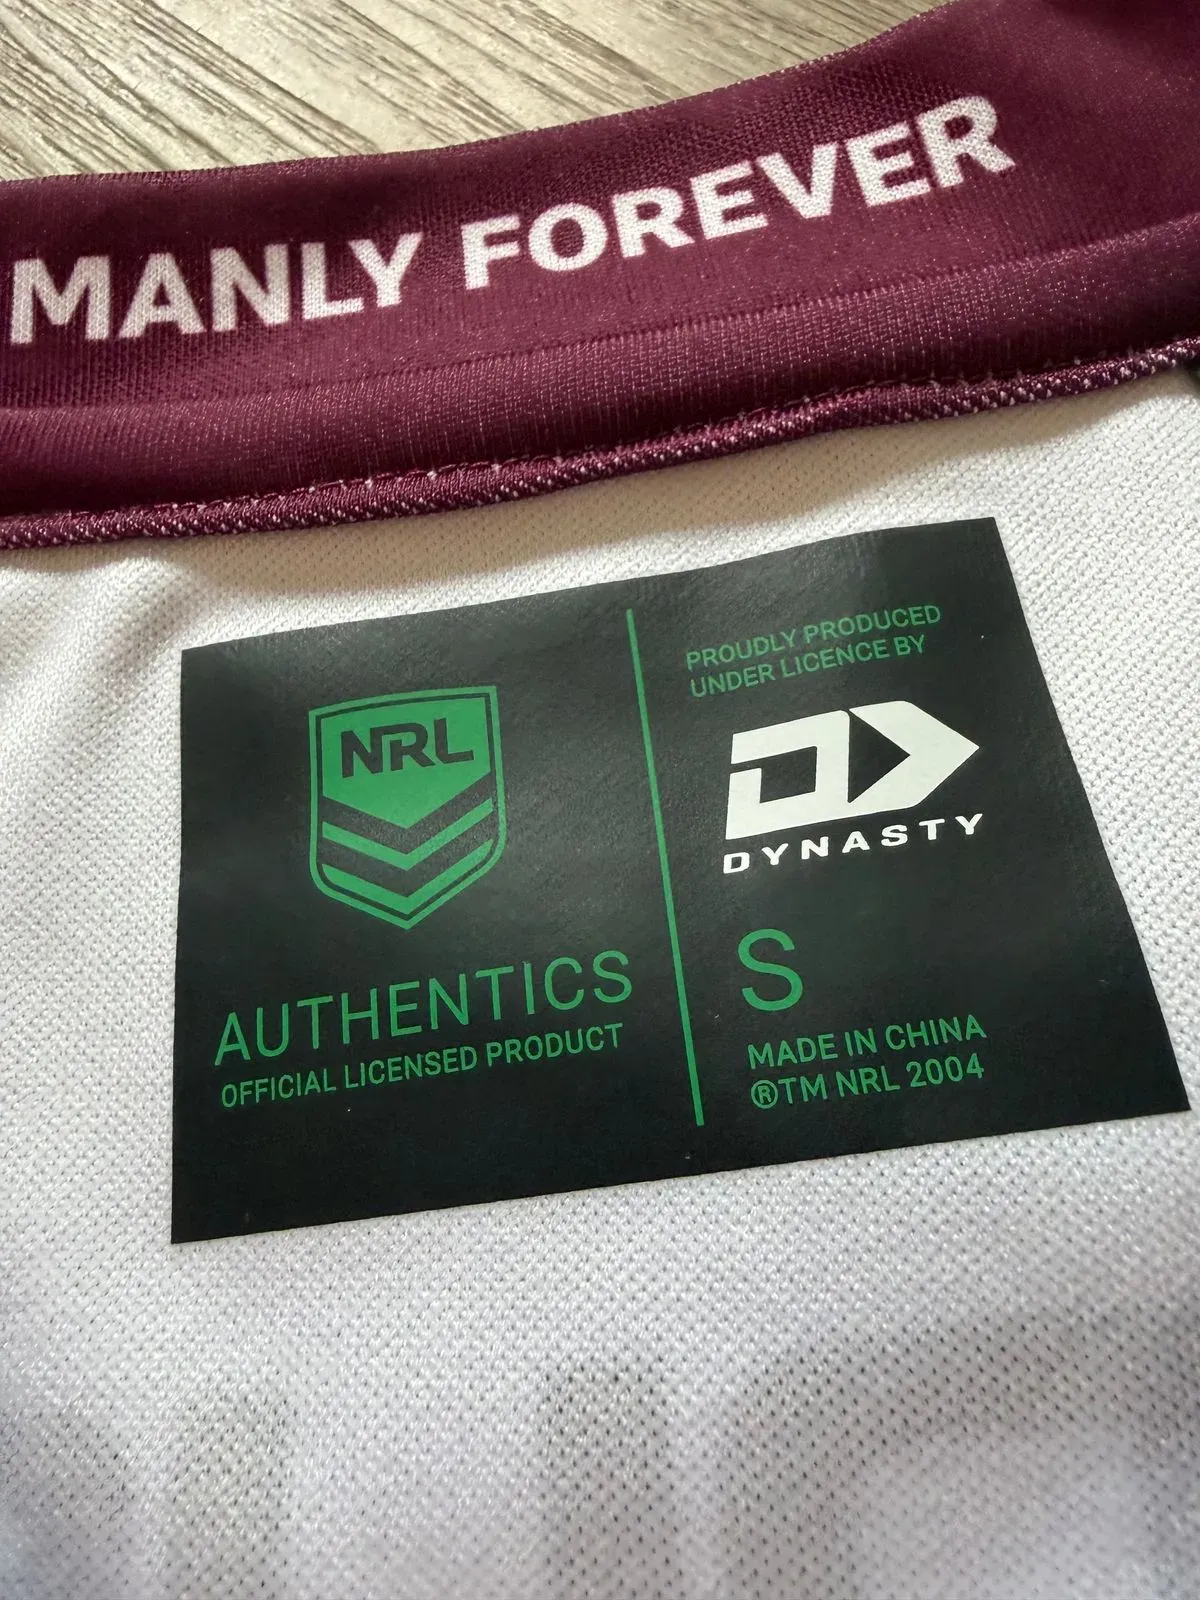 MANLY FOREVER
NRL
AUTHENTICS
OFFICIAL LICENSED PRODUCT
PROUDLY PRODUCED
UNDER LICENCE BY
DYNASTY
S
MADE IN CHINA
®TM NRL 2004